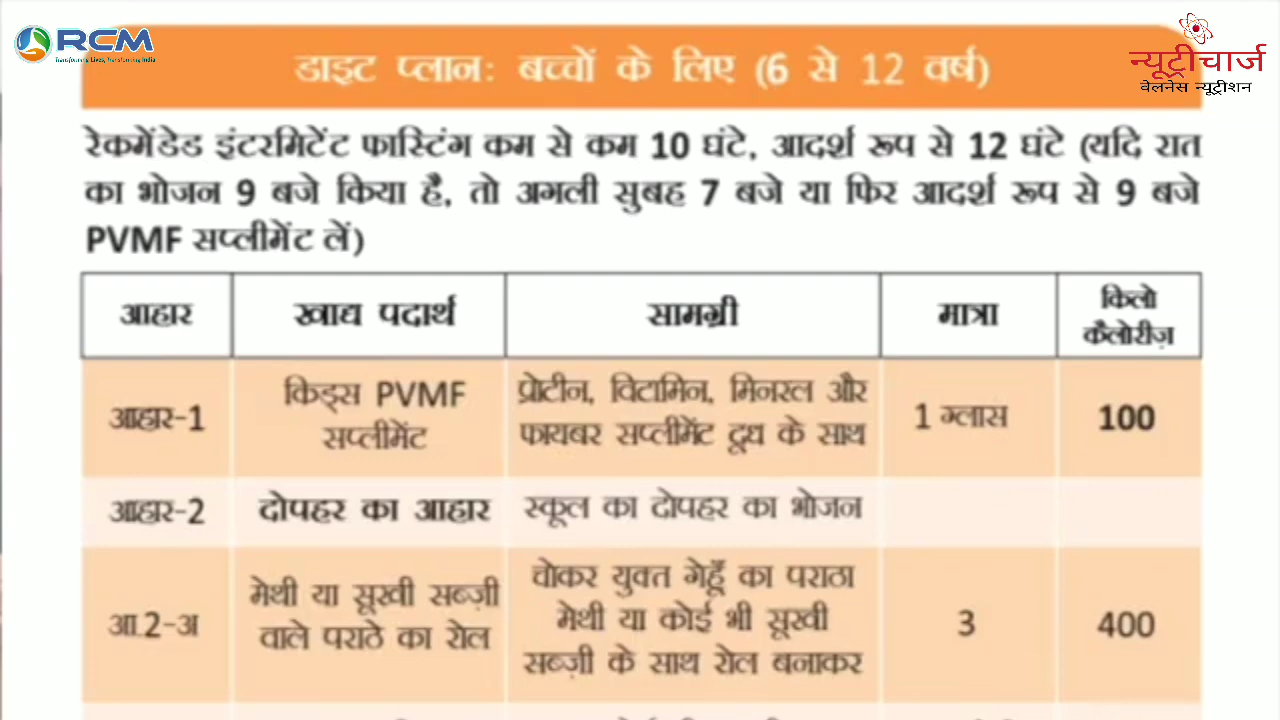 RCM
Transforming Lives, Transforming India
न्यूट्रीचार्ज
वेलनेस न्यूट्रीशन
डाइट प्लान: बच्चों के लिए (6 से 12 वर्ष)
रेकमेंडेड इंटरमिटेंट फास्टिंग कम से कम 10 घंटे, आदर्श रूप से 12 घंटे (यदि रात
का भोजन 9 बजे किया है, तो अगली सुबह 7 बजे या फिर आदर्श रूप से 9 बजे
PVMF सप्लीमेंट लें)
आहार
खाद्य पदार्थ
सामग्री
मात्रा
किलो
कैलोरीज़
आहार-1
किड्स PVMF
सप्लीमेंट
प्रोटीन, विटामिन, मिनरल और
फायबर सप्लीमेंट दूध के साथ
1 ग्लास
100
आहार-2
दोपहर का आहार
स्कूल का दोपहर का भोजन
आ.2-अ
मेथी या सूखी सब्ज़ी
वाले पराठे का रोल
चोकर युक्त गेहूँ का पराठा
मेथी या कोई भी सूखी
सब्ज़ी के साथ रोल बनाकर
3
400